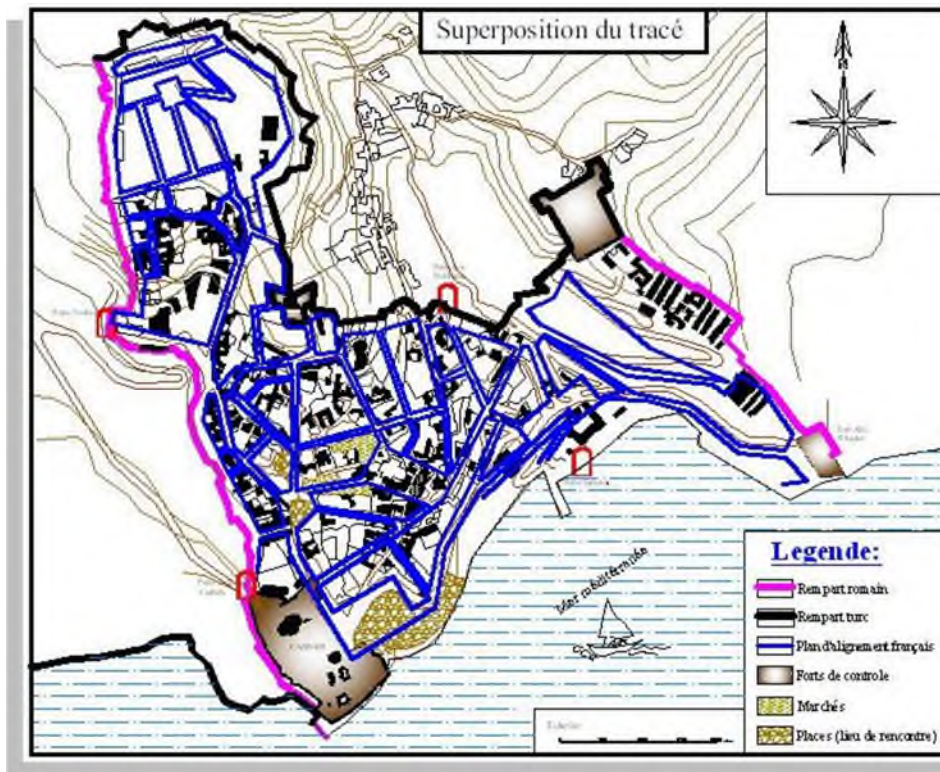 Superposition du tracé
N
Mer méditérranién
Legende:
Rempart romain
Rempart turc
Plan d'alignement français
Forts de controle
Marchés
Places (lieu de rencontre)